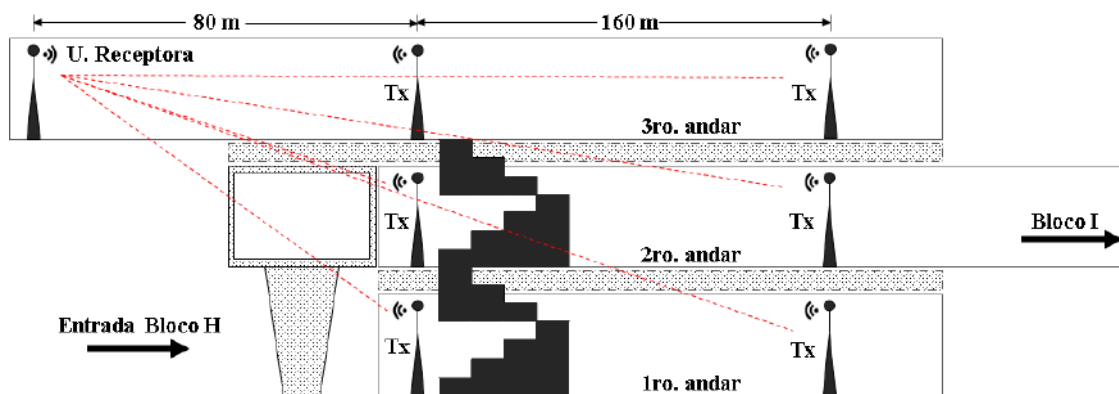 80 m
160 m
U. Receptora
Tx
Tx
3ro. andar
Tx
Tx
Bloco I
2ro. andar
Entrada Bloco H
Tx
Tx
1ro. andar